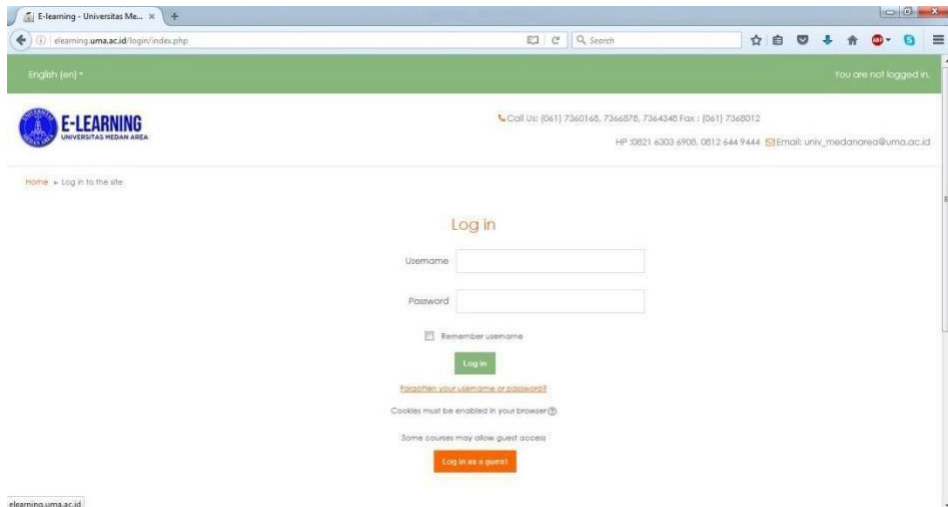 E-learning - Universitas Me... × +
elearning.uma.ac.id/login/index.php
Search
ABP
English (en)
You are not logged in.
E-LEARNING
UNIVERSITAS MEDAN AREA
Call Us: (061) 7360168, 7366878, 7364348 Fax : (061) 7368012
HP :0821 6303 6908, 0812 644 9444 Email: univ_medanarea@uma.ac.id
Home ► Log in to the site
Log in
Username
Password
Remember username
Log in
Forgotten your username or password?
Cookies must be enabled in your browser
Some courses may allow guest access
Log in as a guest
elearning.uma.ac.id